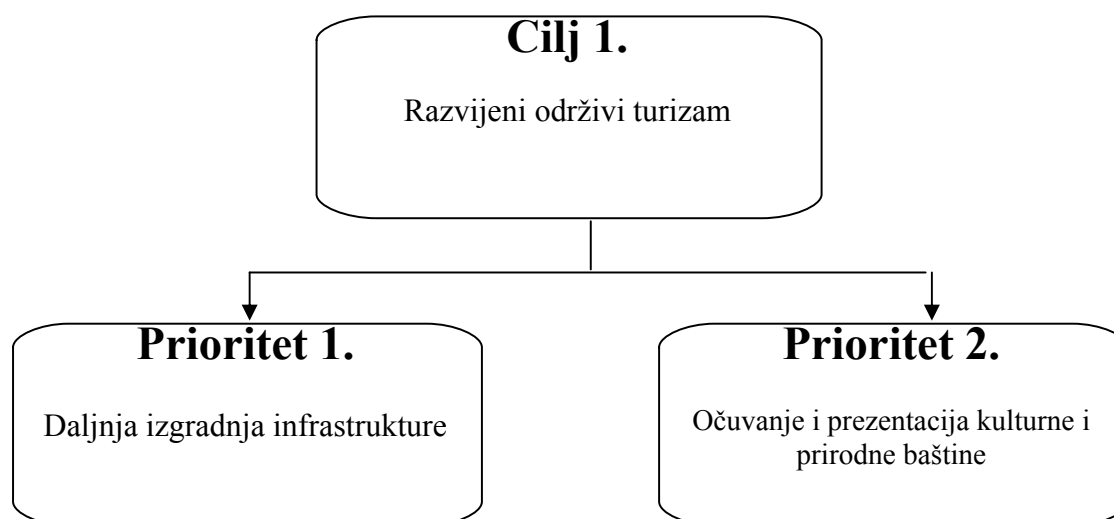 Cilj 1.
Razvijeni održivi turizam
Prioritet 1.
Daljnja izgradnja infrastrukture
Prioritet 2.
Očuvanje i prezentacija kulturne i
prirodne baštine